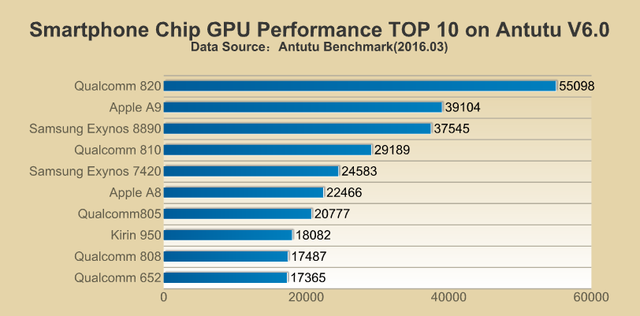 Smartphone Chip GPU Performance TOP 10 on Antutu V6.0
Data Source：Antutu Benchmark(2016.03)
Qualcomm 820 55098
Apple A9 39104
Samsung Exynos 8890 37545
Qualcomm 810 29189
Samsung Exynos 7420 24583
Apple A8 22466
Qualcomm805 20777
Kirin 950 18082
Qualcomm 808 17487
Qualcomm 652 17365
0 20000 40000 60000